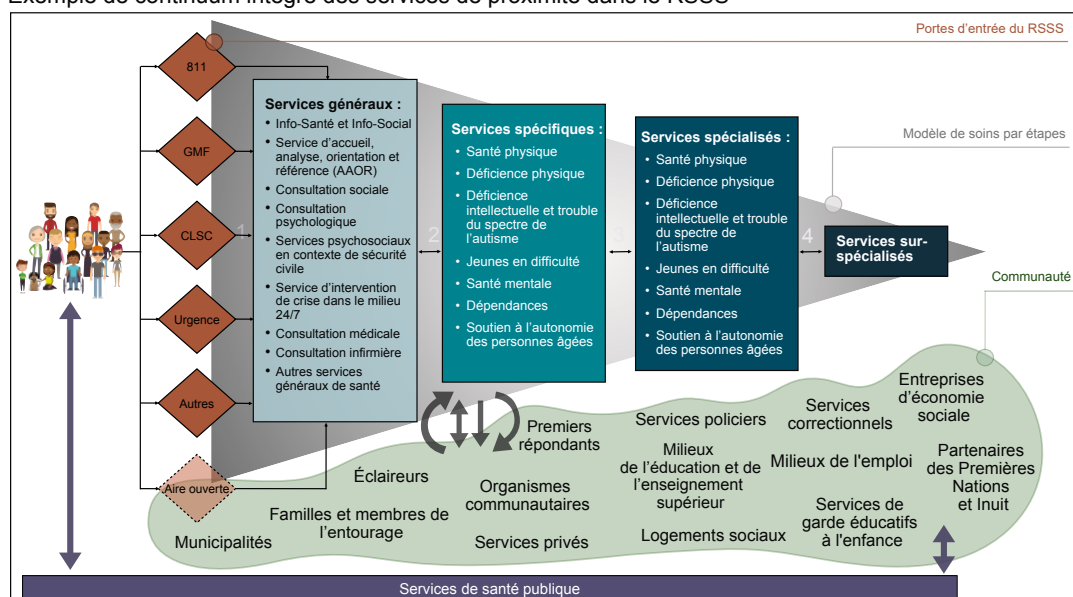 Exemple de continuum intégré des services de proximité dans le RSSS
Portes d'entrée du RSSS
811
GMF
CLSC
Urgence
Autres
Aire ouverte
1
Services généraux :
• Info-Santé et Info-Social
• Service d'accueil,
analyse, orientation et
référence (AAOR)
• Consultation sociale
• Consultation
psychologique
• Services psychosociaux
en contexte de sécurité
civile
• Service d'intervention
de crise dans le milieu
24/7
• Consultation médicale
• Consultation infirmière
• Autres services
généraux de santé
2
Services spécifiques :
• Santé physique
• Déficience physique
• Déficience
intellectuelle et trouble
du spectre de
l'autisme
• Jeunes en difficulté
• Santé mentale
• Dépendances
• Soutien à l'autonomie
des personnes âgées
3
Services spécialisés :
• Santé physique
• Déficience physique
• Déficience
intellectuelle et trouble
du spectre de
l'autisme
• Jeunes en difficulté
• Santé mentale
• Dépendances
• Soutien à l'autonomie
des personnes âgées
4
Services sur-
spécialisés
Modèle de soins par étapes
Communauté
Municipalités
Éclaireurs
Familles et membres de
l'entourage
Premiers
répondants
Organismes
communautaires
Services privés
Services policiers
Milieux
de l'éducation et de
l'enseignement
supérieur
Logements sociaux
Services
correctionnels
Milieux de l'emploi
Services de
garde éducatifs
à l'enfance
Entreprises
d'économie
sociale
Partenaires
des Premières
Nations
et Inuit
Services de santé publique